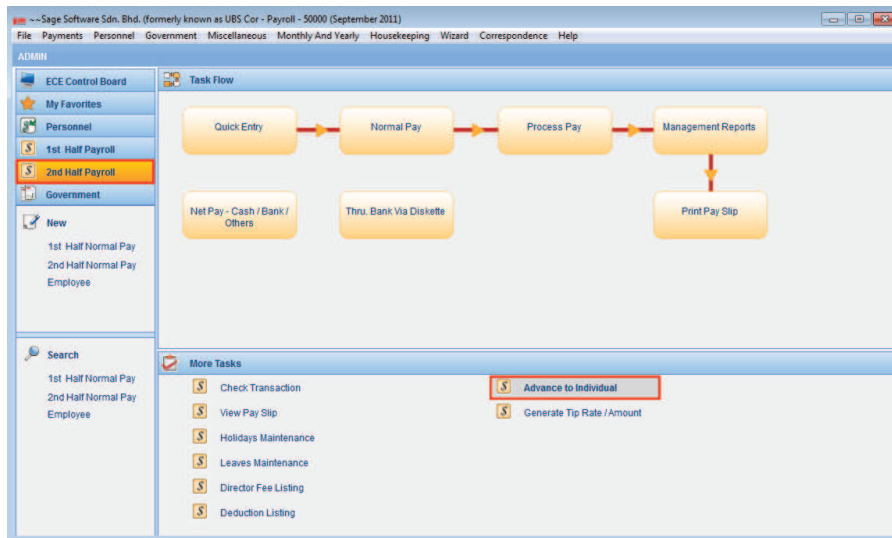 ~~Sage Software Sdn. Bhd. (formerly known as UBS Cor - Payroll - 50000 (September 2011)
File Payments Personnel Government Miscellaneous Monthly And Yearly Housekeeping Wizard Correspondence Help
ADMIN
ECE Control Board
My Favorites
Personnel
1st Half Payroll
2nd Half Payroll
Government
New
1st Half Normal Pay
2nd Half Normal Pay
Employee
Search
1st Half Normal Pay
2nd Half Normal Pay
Employee
Task Flow
Quick Entry
Normal Pay
Process Pay
Management Reports
Net Pay - Cash / Bank /
Others
Thru. Bank Via Diskette
Print Pay Slip
More Tasks
Check Transaction
View Pay Slip
Holidays Maintenance
Leaves Maintenance
Director Fee Listing
Deduction Listing
Advance to Individual
Generate Tip Rate / Amount